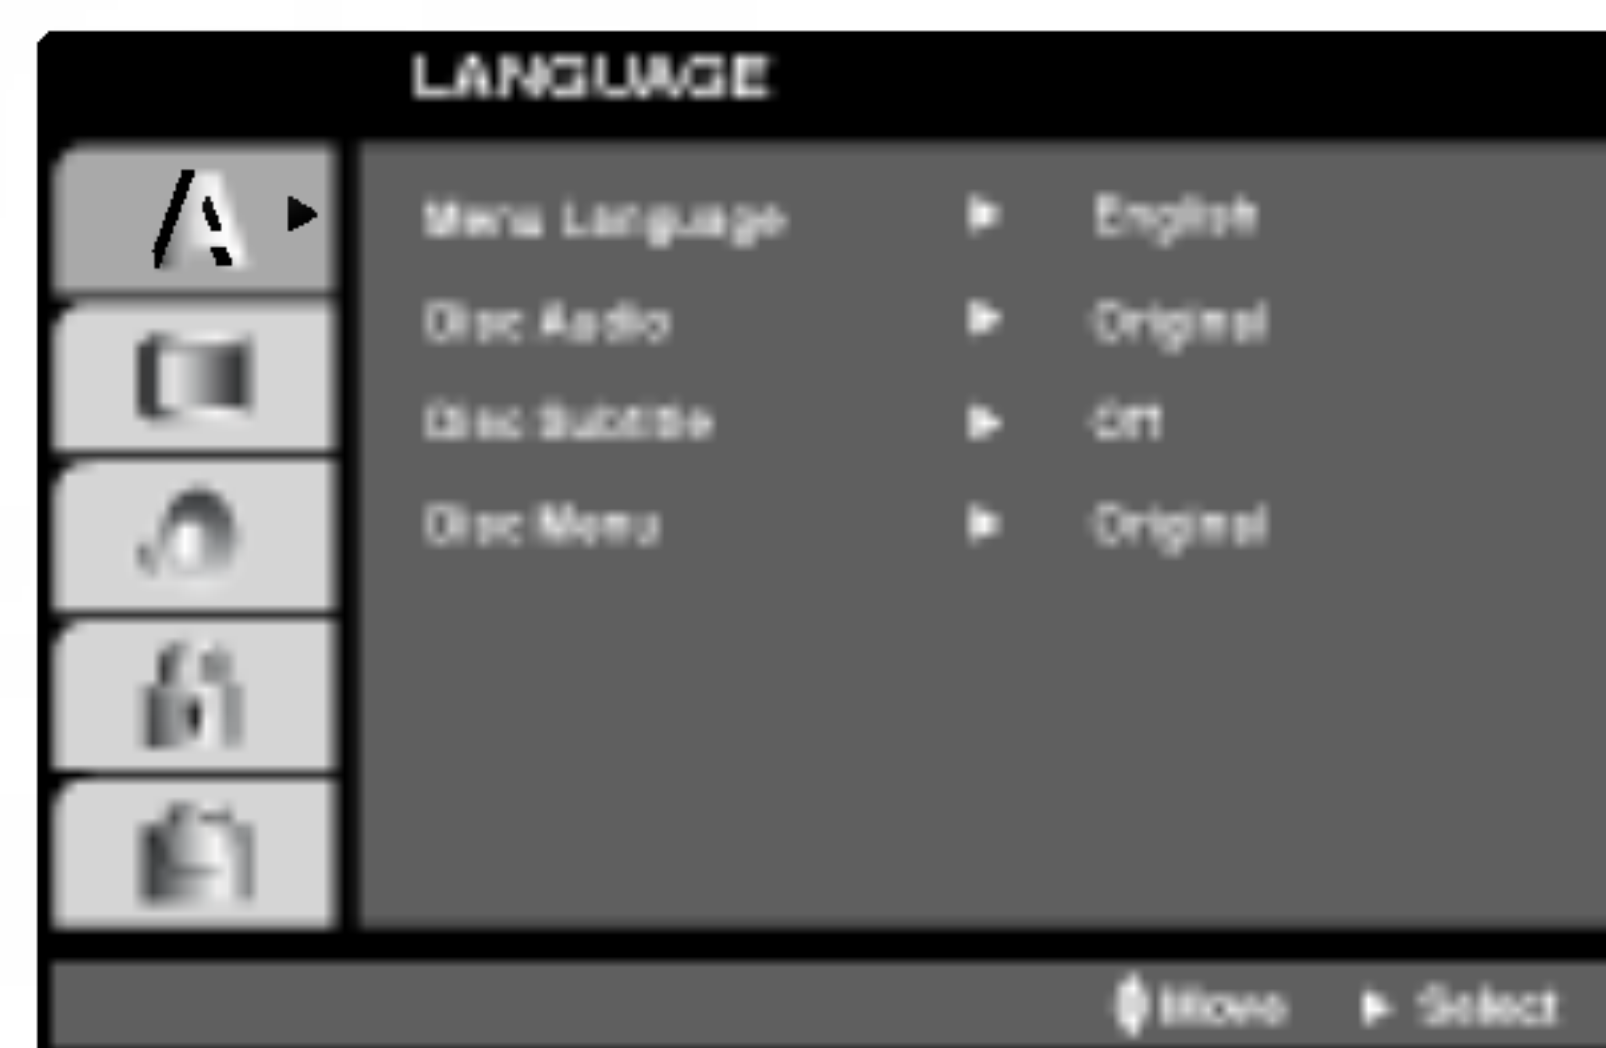 LANGUAGE
Menu Language ▶ English
Disc Audio ▶ Original
Disc Subtitle ▶ Off
Disc Menu ▶ Original
Move ▶ Select